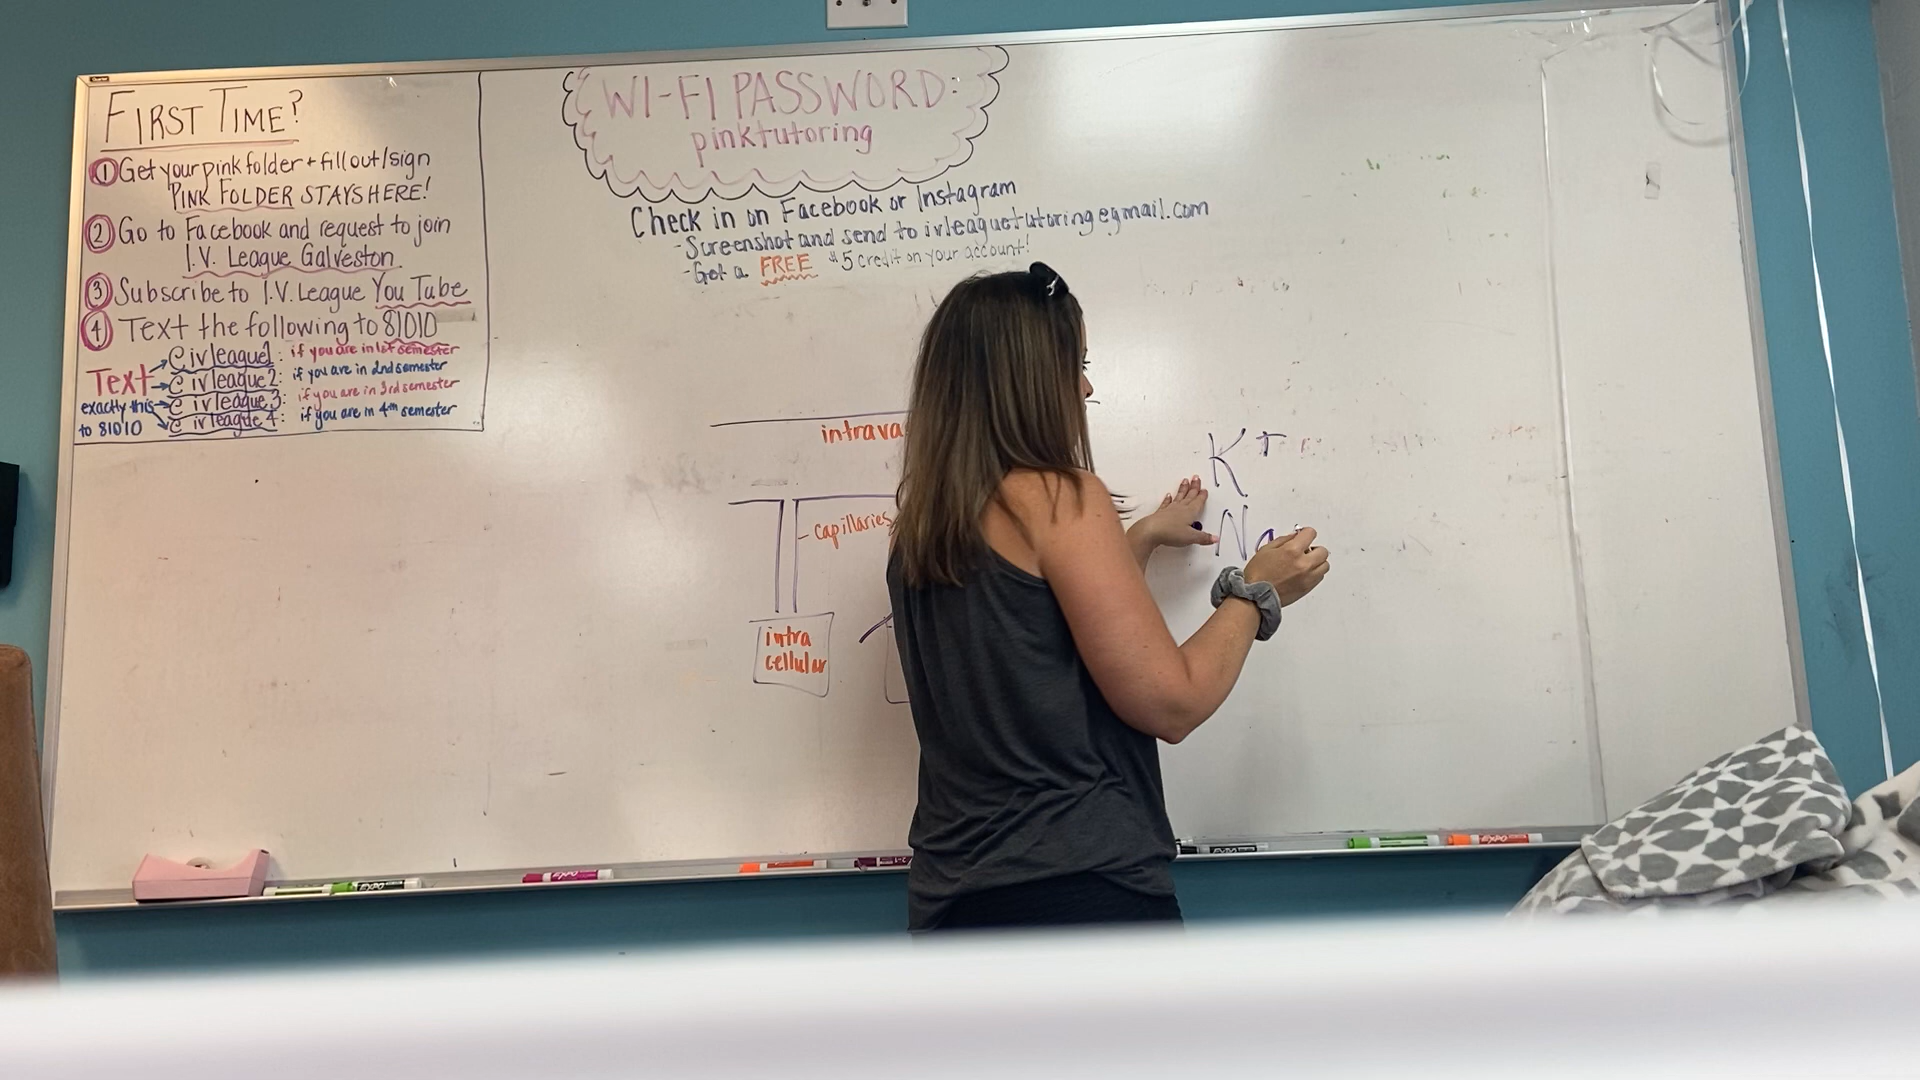 FIRST TIME?
① Get your pink folder + fill out/sign
PINK FOLDER STAYS HERE!
② Go to Facebook and request to join
I.V. League Galveston
③ Subscribe to I.V. League You Tube
④ Text the following to 81010
Text
exactly this
to 81010
@ivleague1: if you are in 1st semester
@ivleague2: if you are in 2nd semester
@ivleague3: if you are in 3rd semester
@ivleague4: if you are in 4th semester
WI-FI PASSWORD:
pinktutoring
Check in on Facebook or Instagram
-Screenshot and send to ivleaguetutoring@gmail.com
-Get a FREE $5 credit on your account!
intrava
capillaries
intra
cellular
K+
Na
EXPO
EXPO